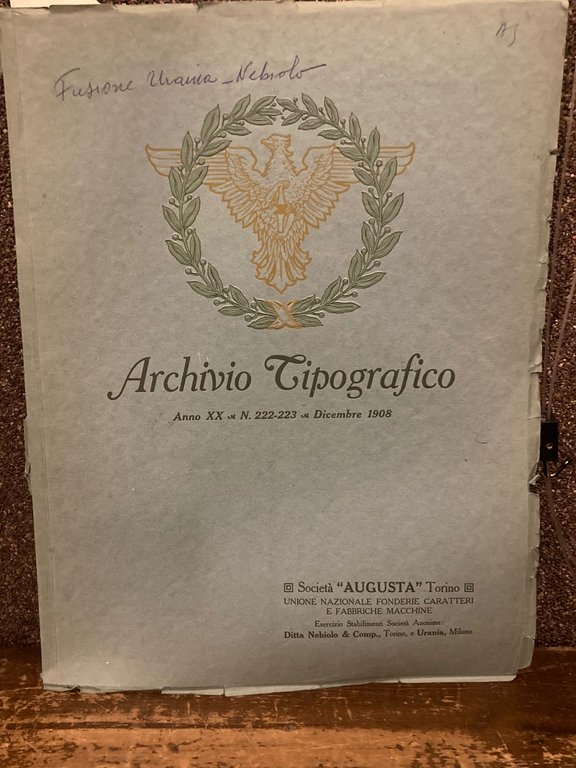 AJ
Fusione Urania - Nebiolo
Archivio Tipografico
Anno XX N. 222-223 Dicembre 1908
Società "AUGUSTA" Torino
UNIONE NAZIONALE FONDERIE CARATTERI
E FABBRICHE MACCHINE
Esercizio Stabilimenti Società Anonime:
Ditta Nebiolo & Comp., Torino, e Urania, Milano